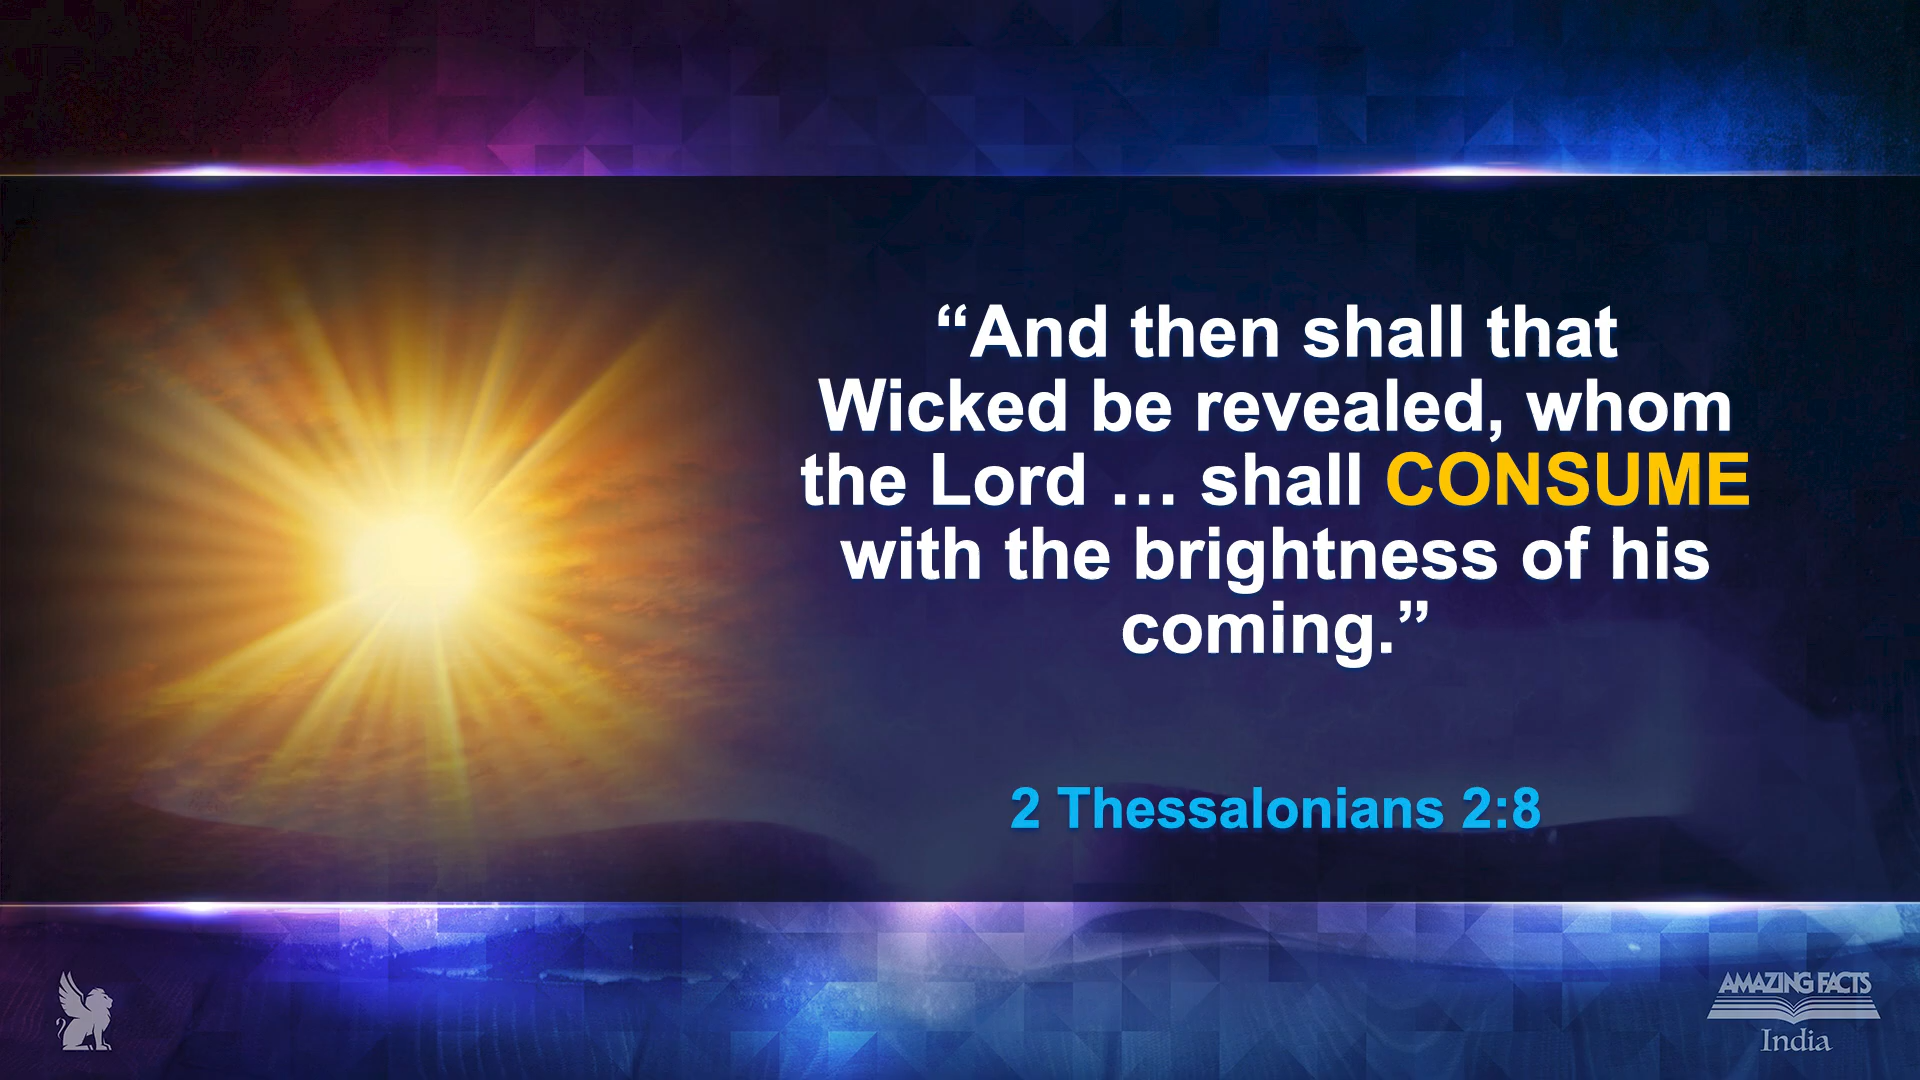 “And then shall that
Wicked be revealed, whom
the Lord … shall CONSUME
with the brightness of his
coming.”
2 Thessalonians 2:8
AMAZING FACTS
India